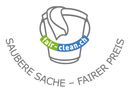 fair-clean.ch
SAUBERE SACHE – FAIRER PREIS